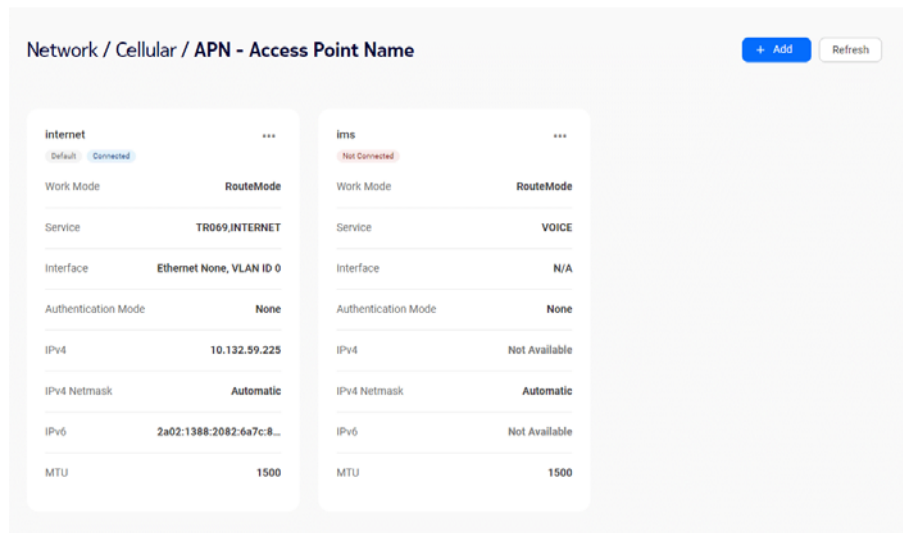 Network / Cellular / APN - Access Point Name
+ Add
Refresh
internet
Default Connected
Work Mode RouteMode
Service TR069,INTERNET
Interface Ethernet None, VLAN ID 0
Authentication Mode None
IPv4 10.132.59.225
IPv4 Netmask Automatic
IPv6 2a02:1388:2082:6a7c:8...
MTU 1500
ims
Not Connected
Work Mode RouteMode
Service VOICE
Interface N/A
Authentication Mode None
IPv4 Not Available
IPv4 Netmask Automatic
IPv6 Not Available
MTU 1500